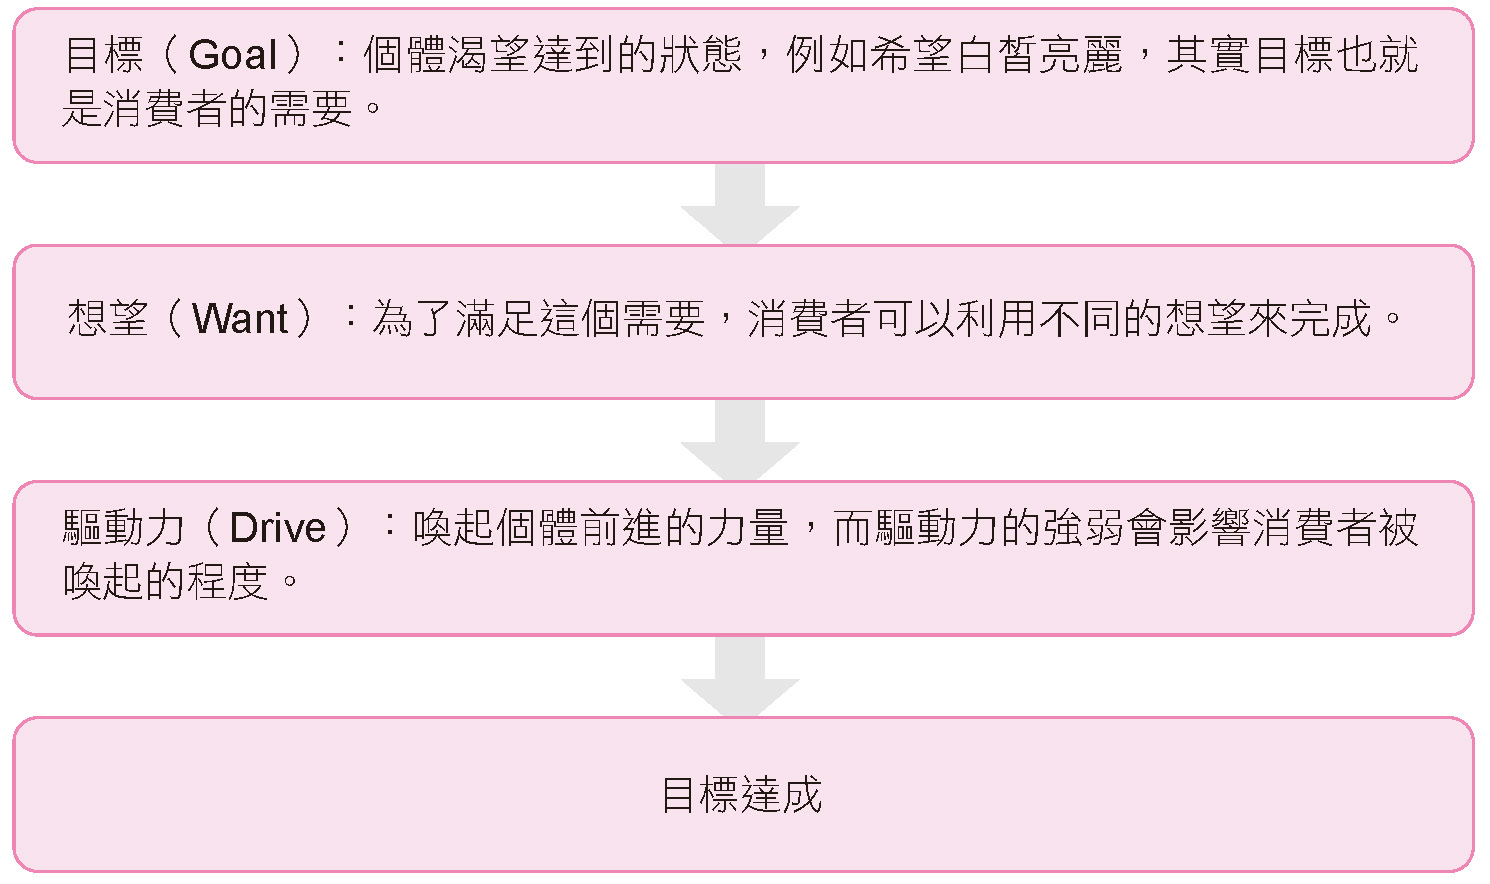 目標（Goal）：個體渴望達到的狀態，例如希望白皙亮麗，其實目標也就
是消費者的需要。
想望（Want）：為了滿足這個需要，消費者可以利用不同的想望來完成。
驅動力（Drive）：喚起個體前進的力量，而驅動力的強弱會影響消費者被
喚起的程度。
目標達成